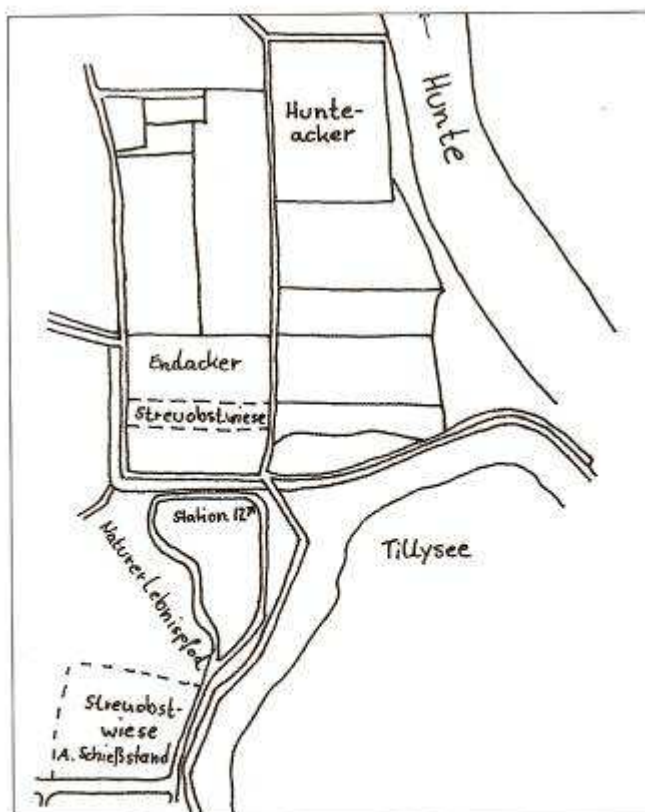 Hunte-
acker
Hunte
Endacker
Streuobstwiese
Station 12
Tillysee
Naturerlebnispfad
Streuobst-
wiese
A. Schießstand